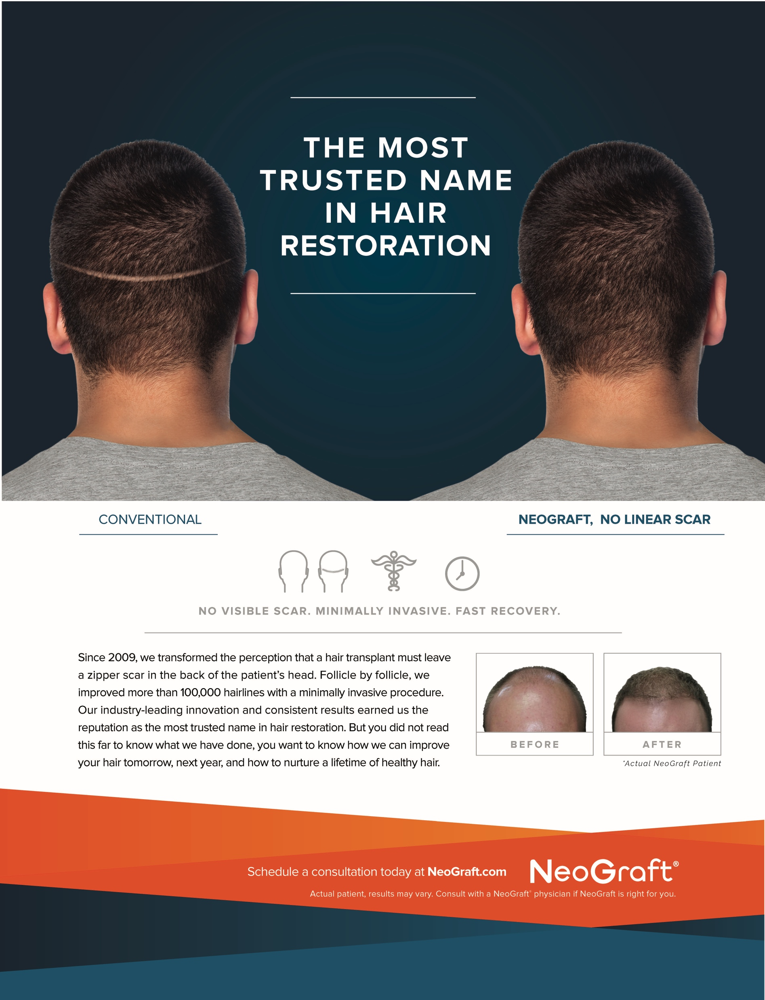 THE MOST
TRUSTED NAME
IN HAIR
RESTORATION
CONVENTIONAL
NEOGRAFT, NO LINEAR SCAR
NO VISIBLE SCAR. MINIMALLY INVASIVE. FAST RECOVERY.
Since 2009, we transformed the perception that a hair transplant must leave
a zipper scar in the back of the patient's head. Follicle by follicle, we
improved more than 100,000 hairlines with a minimally invasive procedure.
Our industry-leading innovation and consistent results earned us the
reputation as the most trusted name in hair restoration. But you did not read
this far to know what we have done, you want to know how we can improve
your hair tomorrow, next year, and how to nurture a lifetime of healthy hair.
BEFORE
AFTER
*Actual NeoGraft Patient
Schedule a consultation today at NeoGraft.com
NeoGraft®
Actual patient, results may vary. Consult with a NeoGraft® physician if NeoGraft is right for you.